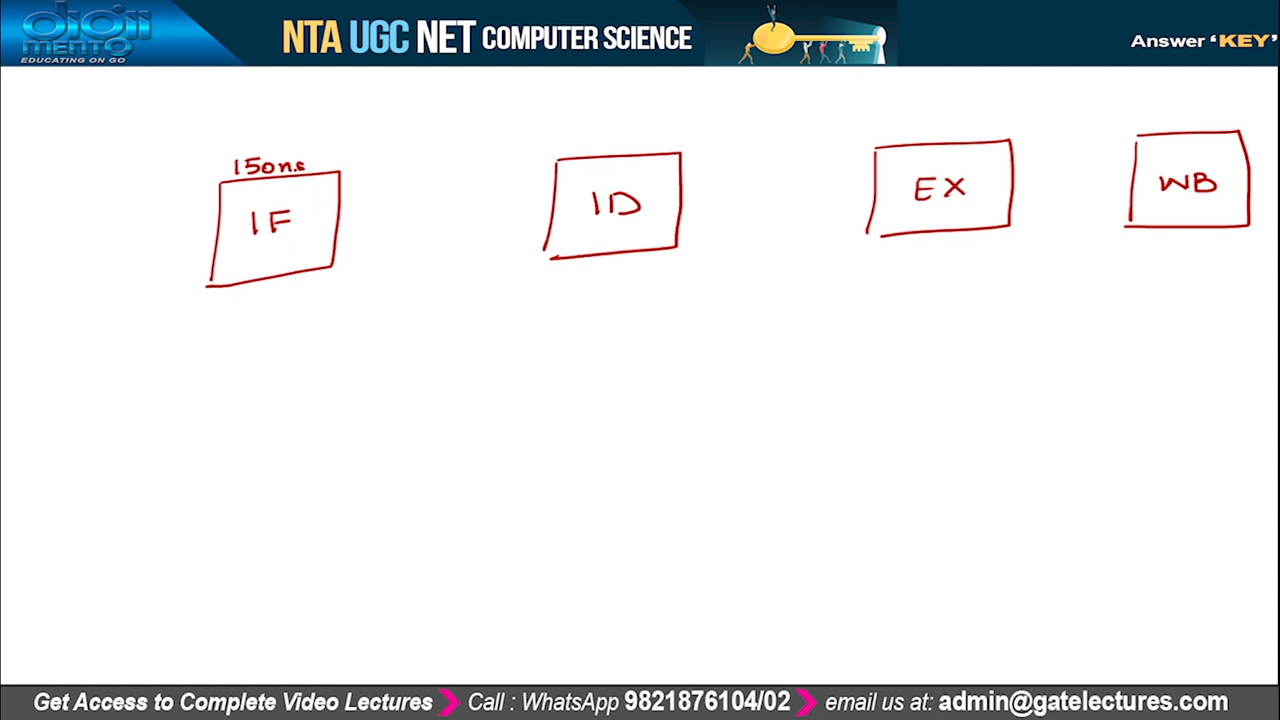 digii
MENTO
EDUCATING ON GO
NTA UGC NET COMPUTER SCIENCE
Answer ‘KEY’
150ns
IF
ID
EX
WB
Get Access to Complete Video Lectures Call : WhatsApp 9821876104/02 email us at: admin@gatelectures.com